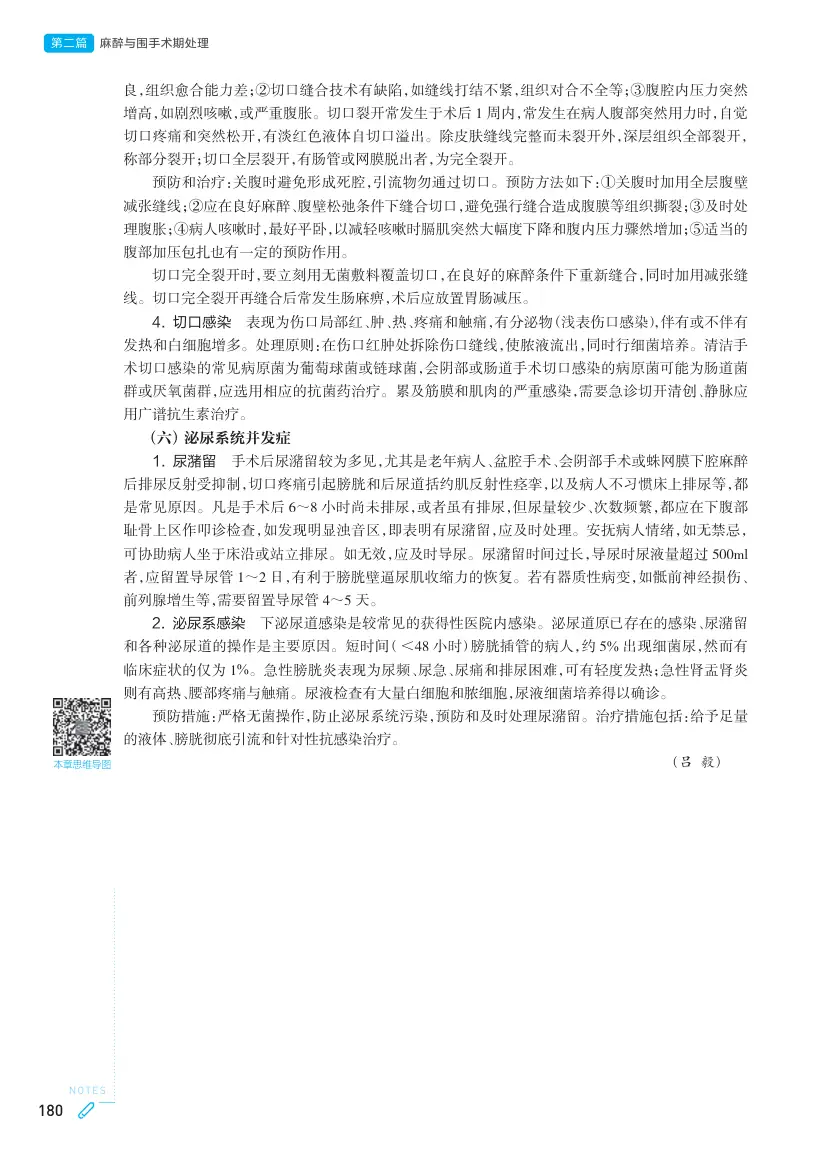 第二篇 麻醉与围手术期处理
良,组织愈合能力差;②切口缝合技术有缺陷,如缝线打结不紧,组织对合不全等;③腹腔内压力突然
增高,如剧烈咳嗽,或严重腹胀。切口裂开常发生于术后 1 周内,常发生在病人腹部突然用力时,自觉
切口疼痛和突然松开,有淡红色液体自切口溢出。除皮肤缝线完整而未裂开外,深层组织全部裂开,
称部分裂开;切口全层裂开,有肠管或网膜脱出者,为完全裂开。
预防和治疗:关腹时避免形成死腔,引流物勿通过切口。预防方法如下:①关腹时加用全层腹壁
减张缝线;②应在良好麻醉、腹壁松弛条件下缝合切口,避免强行缝合造成腹膜等组织撕裂;③及时处
理腹胀;④病人咳嗽时,最好平卧,以减轻咳嗽时膈肌突然大幅度下降和腹内压力骤然增加;⑤适当的
腹部加压包扎也有一定的预防作用。
切口完全裂开时,要立刻用无菌敷料覆盖切口,在良好的麻醉条件下重新缝合,同时加用减张缝
线。切口完全裂开再缝合后常发生肠麻痹,术后应放置胃肠减压。
4. 切口感染 表现为伤口局部红、肿、热、疼痛和触痛,有分泌物(浅表伤口感染),伴有或不伴有
发热和白细胞增多。处理原则:在伤口红肿处拆除伤口缝线,使脓液流出,同时行细菌培养。清洁手
术切口感染的常见病原菌为葡萄球菌或链球菌,会阴部或肠道手术切口感染的病原菌可能为肠道菌
群或厌氧菌群,应选用相应的抗菌药治疗。累及筋膜和肌肉的严重感染,需要急诊切开清创、静脉应
用广谱抗生素治疗。
(六)泌尿系统并发症
1. 尿潴留 手术后尿潴留较为多见,尤其是老年病人、盆腔手术、会阴部手术或蛛网膜下腔麻醉
后排尿反射受抑制,切口疼痛引起膀胱和后尿道括约肌反射性痉挛,以及病人不习惯床上排尿等,都
是常见原因。凡是手术后 6～8 小时尚未排尿,或者虽有排尿,但尿量较少、次数频繁,都应在下腹部
耻骨上区作叩诊检查,如发现明显浊音区,即表明有尿潴留,应及时处理。安抚病人情绪,如无禁忌,
可协助病人坐于床沿或站立排尿。如无效,应及时导尿。尿潴留时间过长,导尿时尿液量超过 500ml
者,应留置导尿管 1～2 日,有利于膀胱壁逼尿肌收缩力的恢复。若有器质性病变,如骶前神经损伤、
前列腺增生等,需要留置导尿管 4～5 天。
2. 泌尿系感染 下泌尿道感染是较常见的获得性医院内感染。泌尿道原已存在的感染、尿潴留
和各种泌尿道的操作是主要原因。短时间(＜48 小时)膀胱插管的病人,约 5% 出现细菌尿,然而有
临床症状的仅为 1%。急性膀胱炎表现为尿频、尿急、尿痛和排尿困难,可有轻度发热;急性肾盂肾炎
则有高热、腰部疼痛与触痛。尿液检查有大量白细胞和脓细胞,尿液细菌培养得以确诊。
预防措施:严格无菌操作,防止泌尿系统污染,预防和及时处理尿潴留。治疗措施包括:给予足量
的液体、膀胱彻底引流和针对性抗感染治疗。
(吕 毅)
本章思维导图
NOTES
180